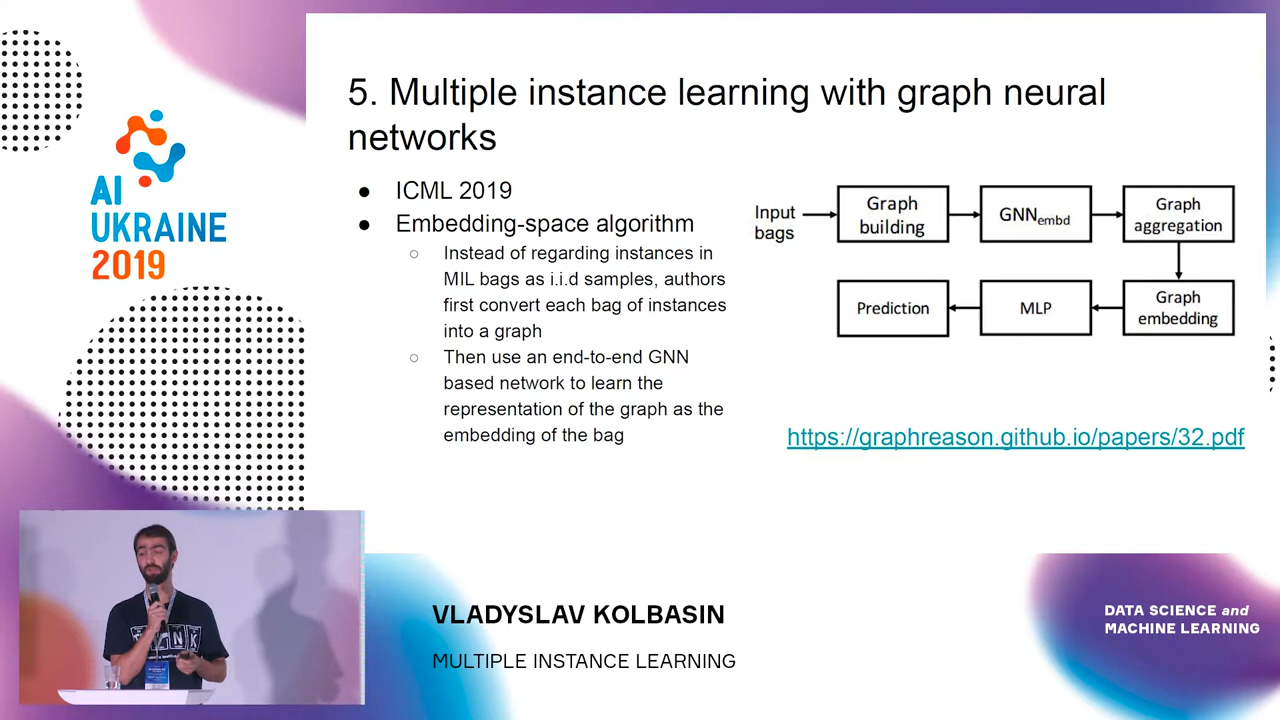 AI
UKRAINE
2019
5. Multiple instance learning with graph neural
networks
● ICML 2019
● Embedding-space algorithm
○ Instead of regarding instances in
MIL bags as i.i.d samples, authors
first convert each bag of instances
into a graph
○ Then use an end-to-end GNN
based network to learn the
representation of the graph as the
embedding of the bag
Input
bags
Graph
building
GNNembd
Graph
aggregation
Graph
embedding
MLP
Prediction
https://graphreason.github.io/papers/32.pdf
VLADYSLAV KOLBASIN
MULTIPLE INSTANCE LEARNING
DATA SCIENCE and
MACHINE LEARNING